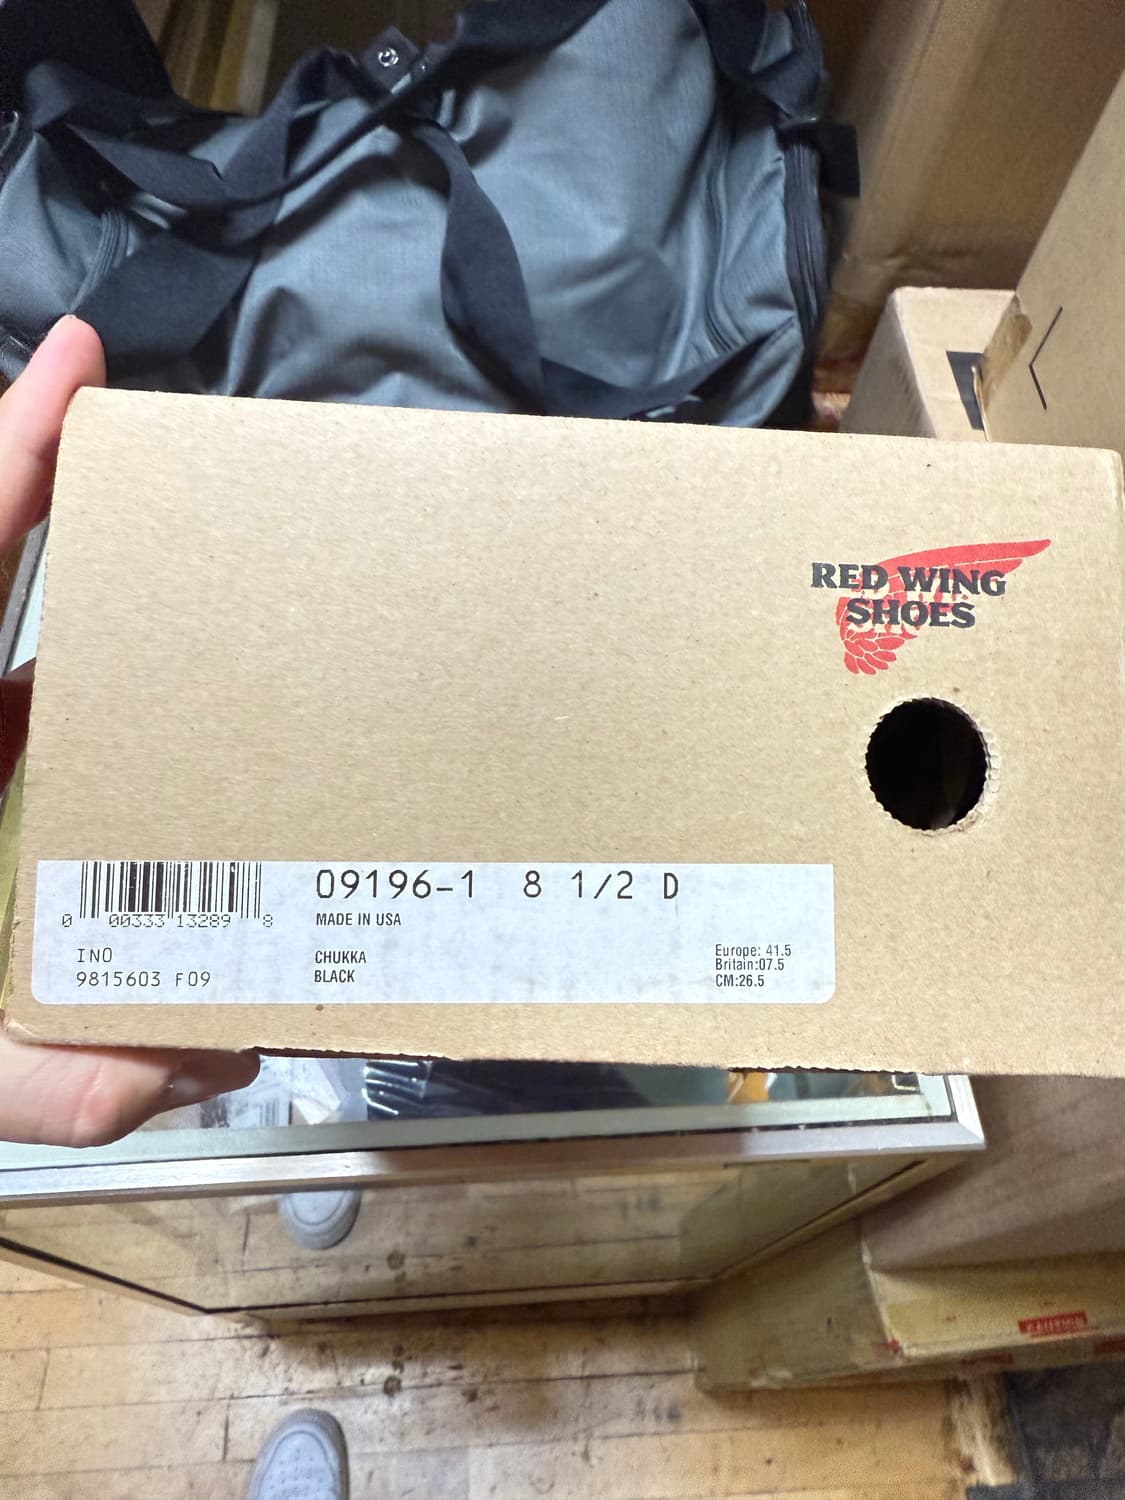 RED WING
SHOES
09196-1 8 1/2 D
0 00333 13289 8
MADE IN USA
INO
9815603 F09
CHUKKA
BLACK
Europe: 41.5
Britain:07.5
CM:26.5